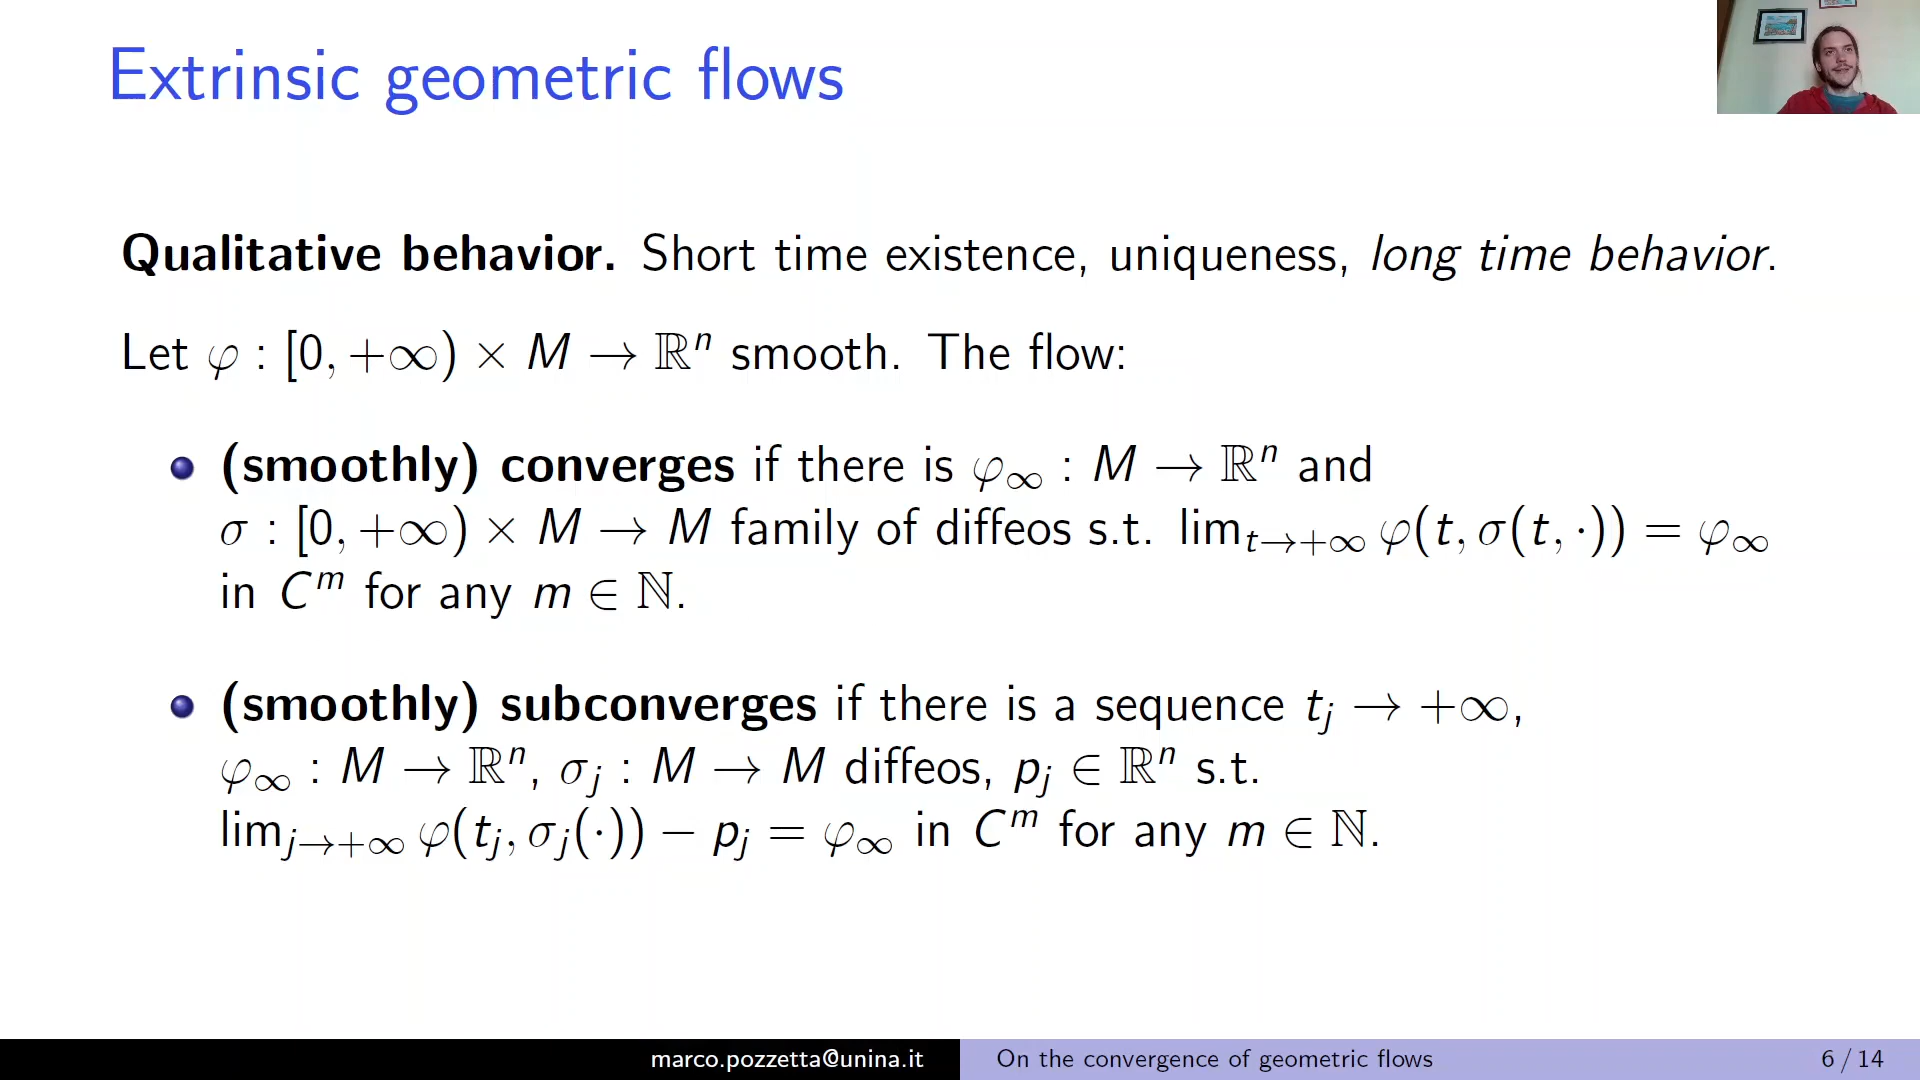 Extrinsic geometric flows
Qualitative behavior. Short time existence, uniqueness, long time behavior.
Let φ : [0, +∞) × M → ℝⁿ smooth. The flow:
(smoothly) converges if there is φ∞ : M → ℝⁿ and
σ : [0, +∞) × M → M family of diffeos s.t. lim_{t→+∞} φ(t, σ(t, ·)) = φ∞
in Cᵐ for any m ∈ ℕ.
(smoothly) subconverges if there is a sequence t_j → +∞,
φ∞ : M → ℝⁿ, σ_j : M → M diffeos, p_j ∈ ℝⁿ s.t.
lim_{j→+∞} φ(t_j, σ_j(·)) − p_j = φ∞ in Cᵐ for any m ∈ ℕ.
marco.pozzetta@unina.it On the convergence of geometric flows 6 / 14